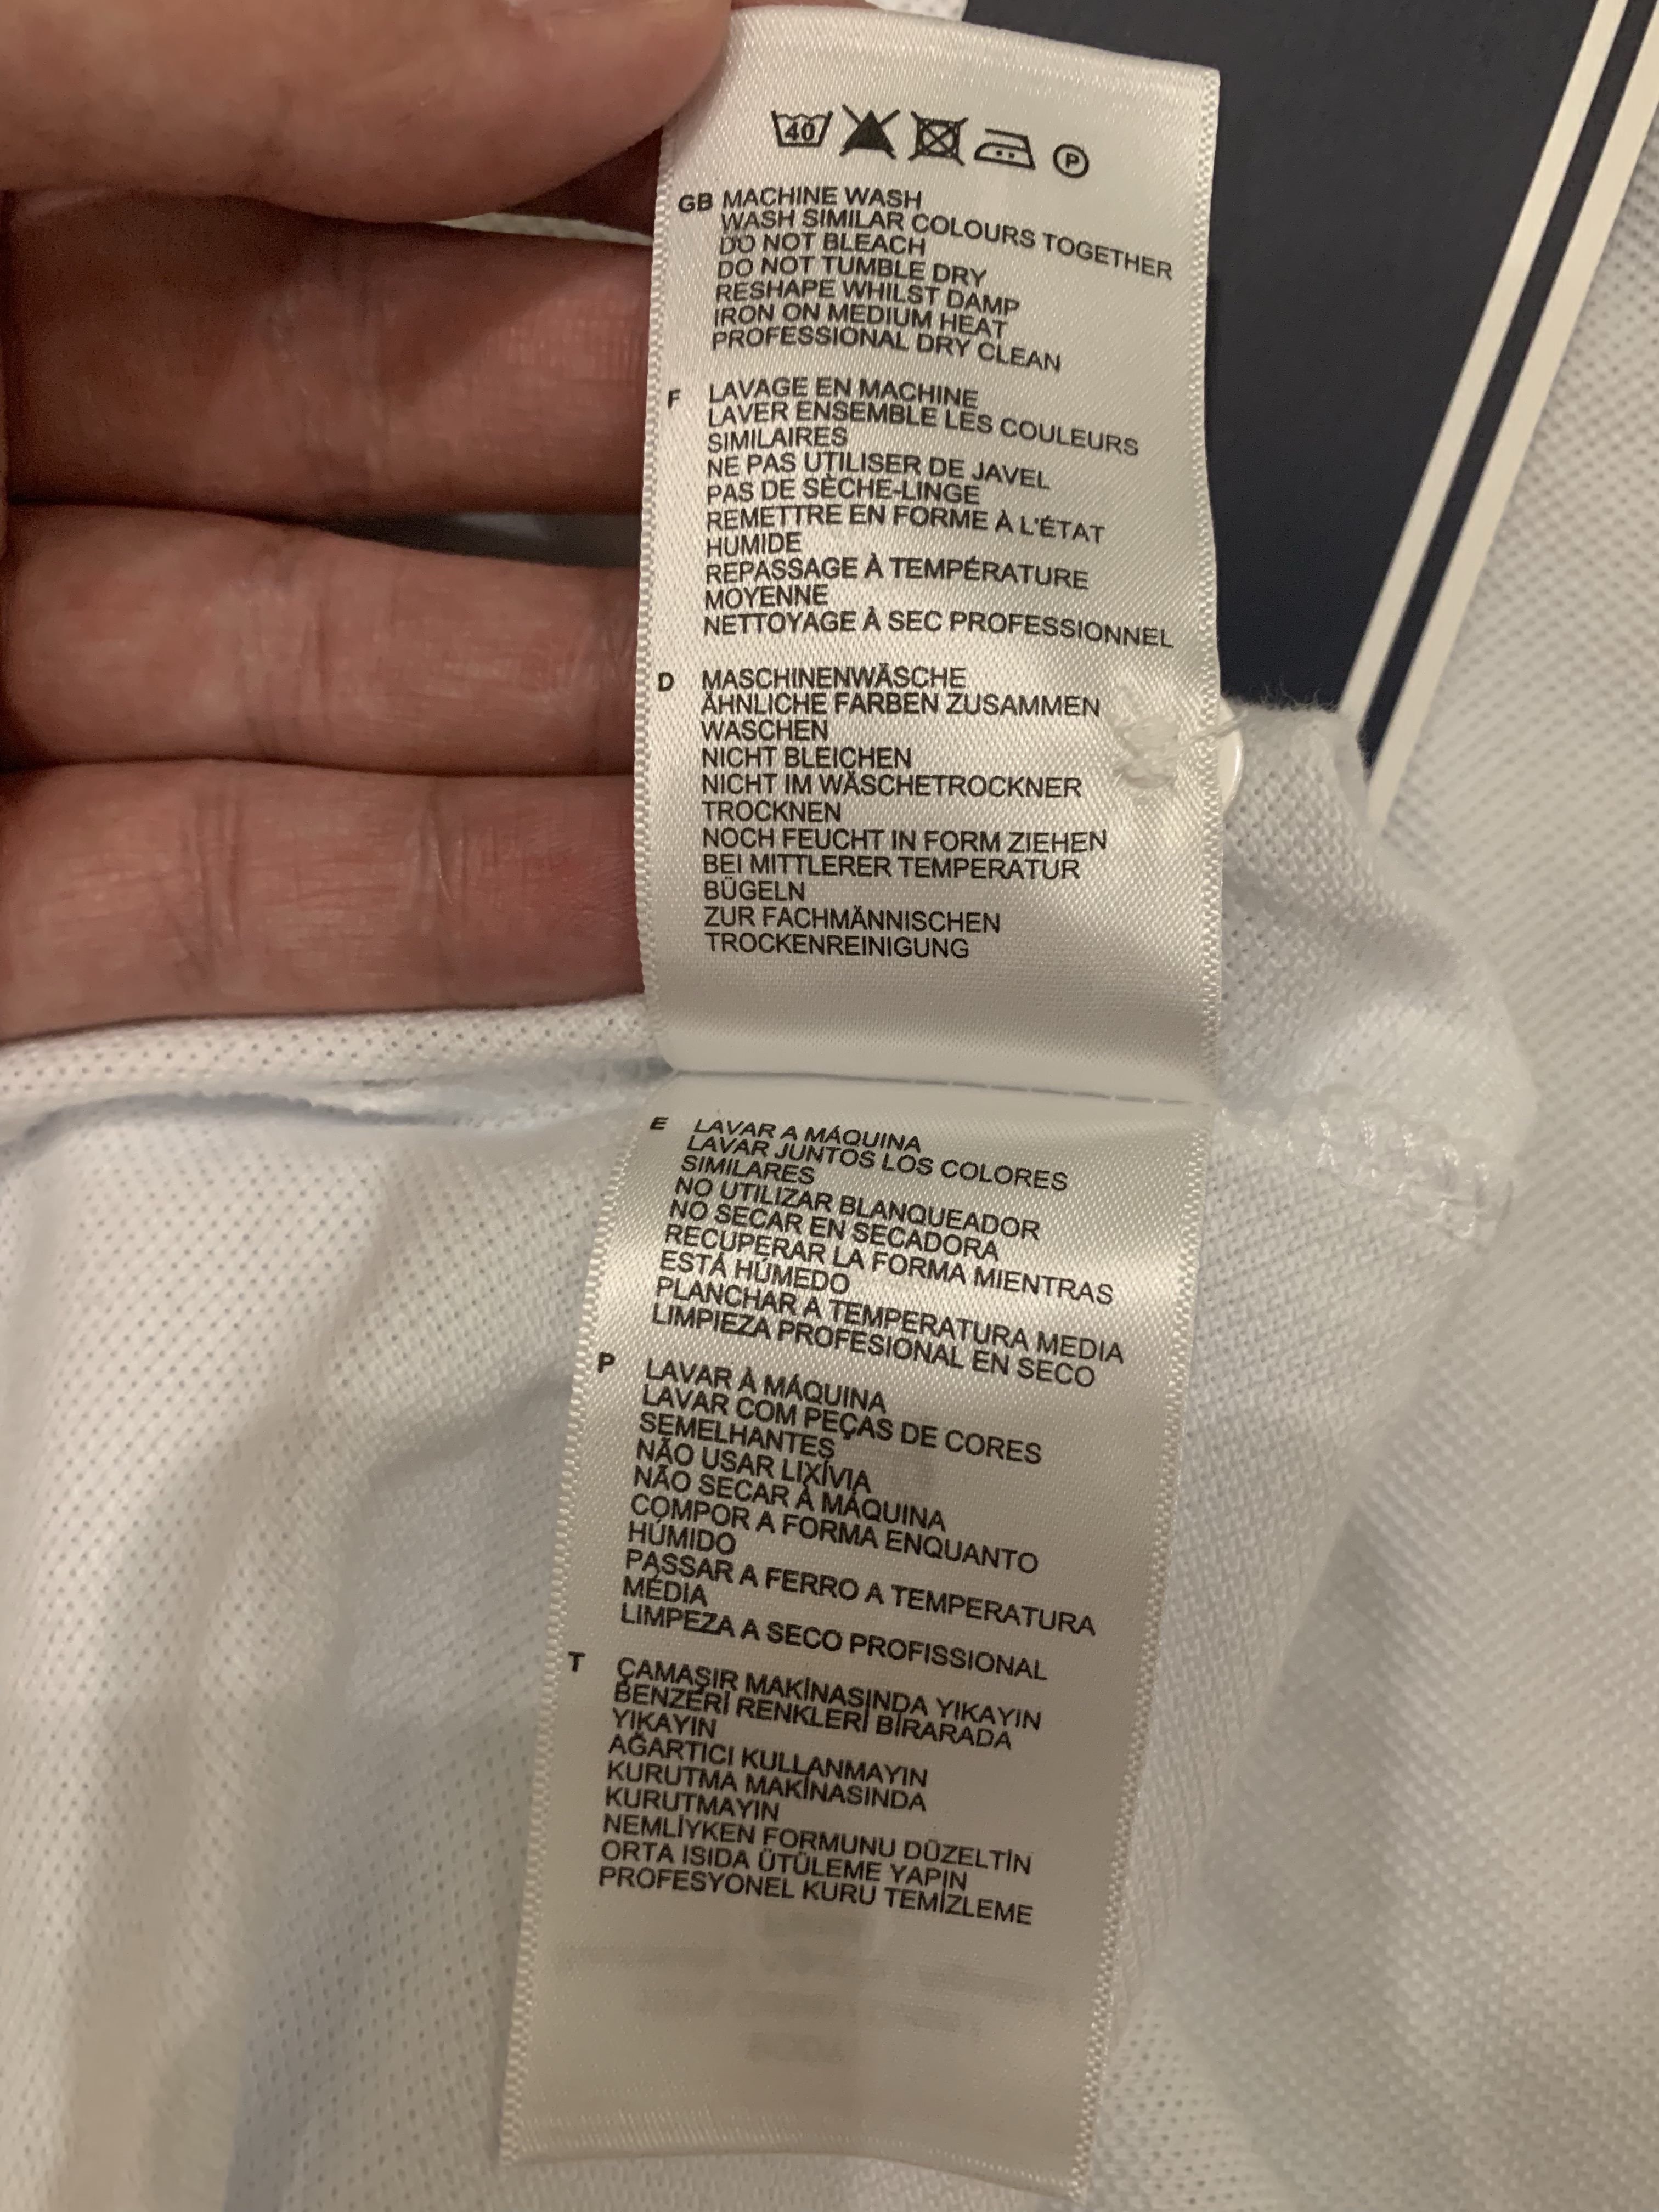 40 P
GB MACHINE WASH
WASH SIMILAR COLOURS TOGETHER
DO NOT BLEACH
DO NOT TUMBLE DRY
RESHAPE WHILST DAMP
IRON ON MEDIUM HEAT
PROFESSIONAL DRY CLEAN
F LAVAGE EN MACHINE
LAVER ENSEMBLE LES COULEURS
SIMILAIRES
NE PAS UTILISER DE JAVEL
PAS DE SÈCHE-LINGE
REMETTRE EN FORME À L'ÉTAT
HUMIDE
REPASSAGE À TEMPÉRATURE
MOYENNE
NETTOYAGE À SEC PROFESSIONNEL
D MASCHINENWÄSCHE
ÄHNLICHE FARBEN ZUSAMMEN
WASCHEN
NICHT BLEICHEN
NICHT IM WÄSCHETROCKNER
TROCKNEN
NOCH FEUCHT IN FORM ZIEHEN
BEI MITTLERER TEMPERATUR
BÜGELN
ZUR FACHMÄNNISCHEN
TROCKENREINIGUNG
E LAVAR A MÁQUINA
LAVAR JUNTOS LOS COLORES
SIMILARES
NO UTILIZAR BLANQUEADOR
NO SECAR EN SECADORA
RECUPERAR LA FORMA MIENTRAS
ESTÁ HÚMEDO
PLANCHAR A TEMPERATURA MEDIA
LIMPIEZA PROFESIONAL EN SECO
P LAVAR À MÁQUINA
LAVAR COM PEÇAS DE CORES
SEMELHANTES
NÃO USAR LIXÍVIA
NÃO SECAR À MÁQUINA
COMPOR A FORMA ENQUANTO
HÚMIDO
PASSAR A FERRO A TEMPERATURA
MÉDIA
LIMPEZA A SECO PROFISSIONAL
T ÇAMAŞIR MAKİNASINDA YIKAYIN
BENZERİ RENKLERİ BİRARADA
YIKAYIN
AĞARTICI KULLANMAYIN
KURUTMA MAKİNASINDA
KURUTMAYIN
NEMLİYKEN FORMUNU DÜZELTİN
ORTA ISIDA ÜTÜLEME YAPIN
PROFESYONEL KURU TEMİZLEME